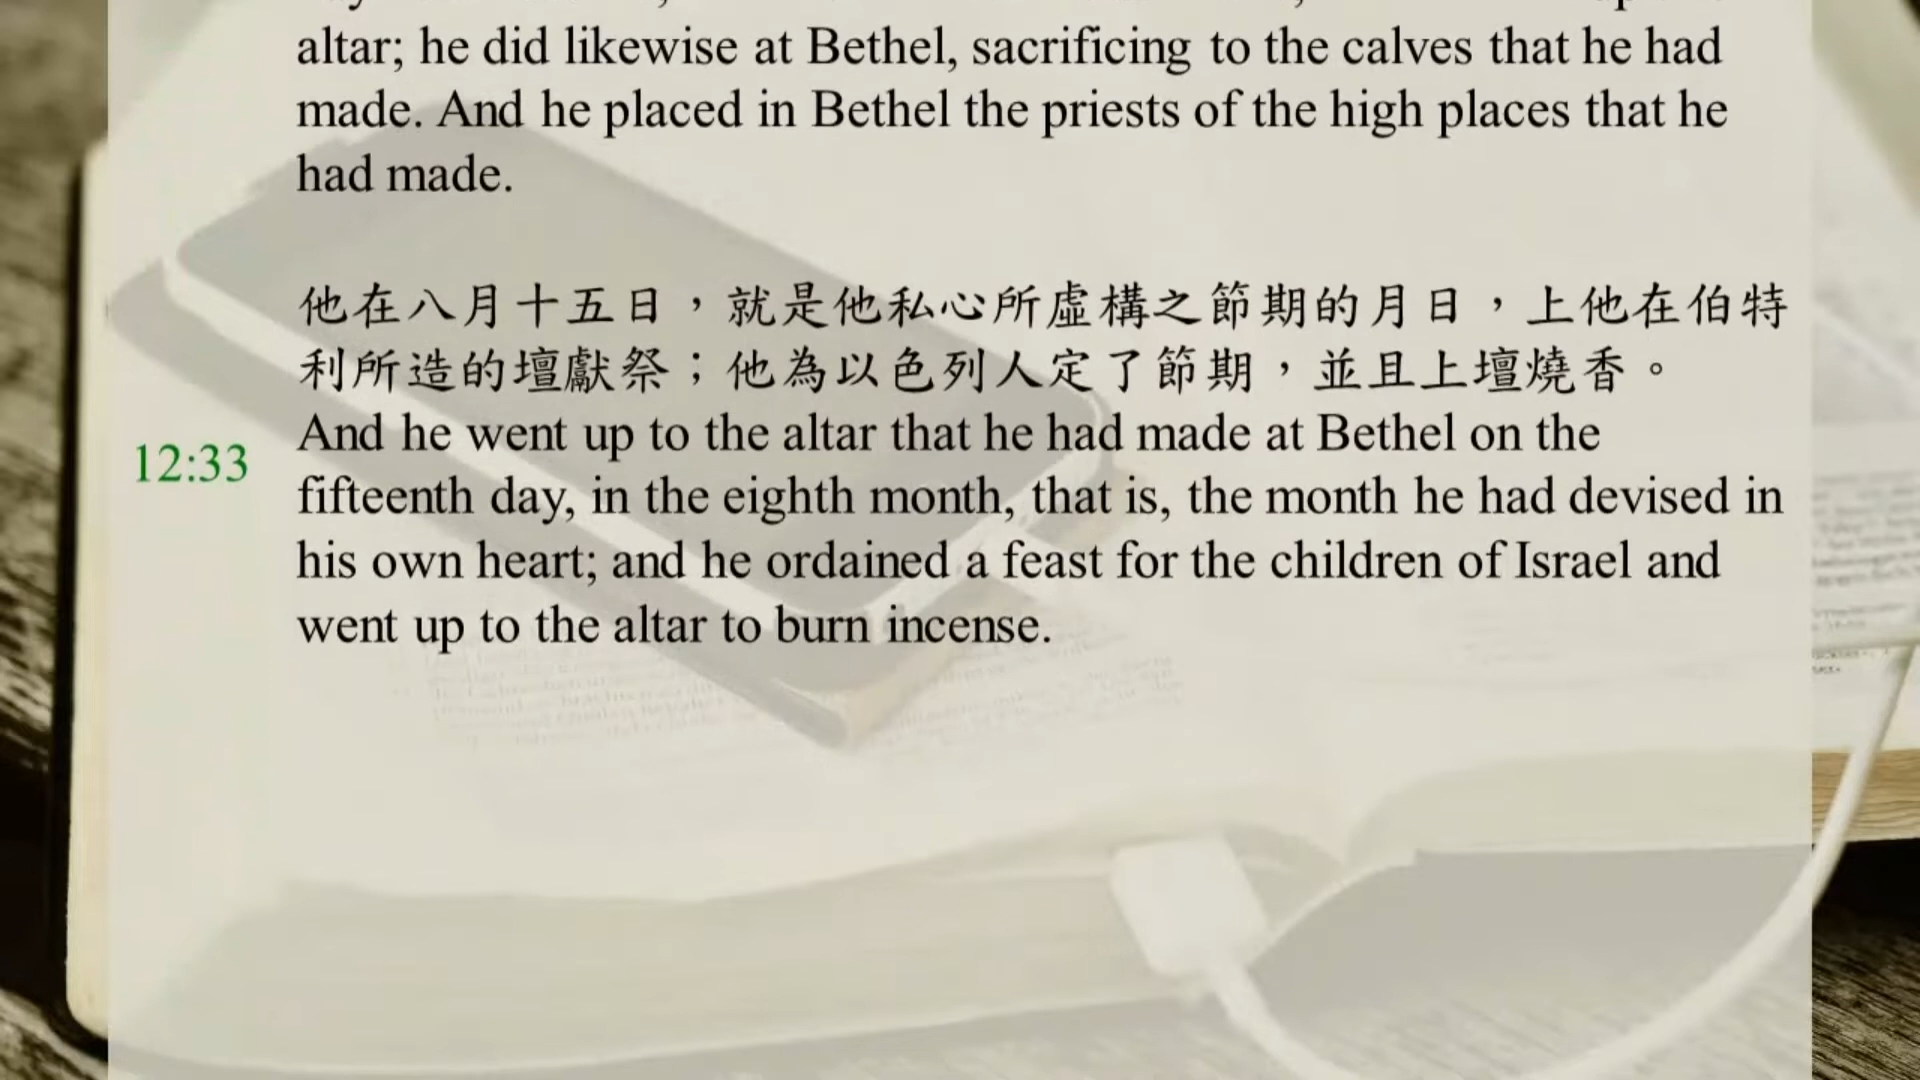 altar; he did likewise at Bethel, sacrificing to the calves that he had
made. And he placed in Bethel the priests of the high places that he
had made.
他在八月十五日，就是他私心所虛構之節期的月日，上他在伯特
利所造的壇獻祭；他為以色列人定了節期，並且上壇燒香。
12:33
And he went up to the altar that he had made at Bethel on the
fifteenth day, in the eighth month, that is, the month he had devised in
his own heart; and he ordained a feast for the children of Israel and
went up to the altar to burn incense.